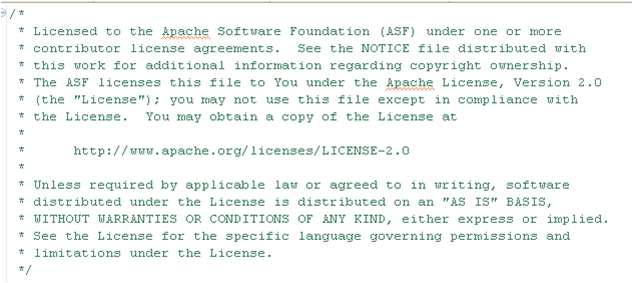 /*
 * Licensed to the Apache Software Foundation (ASF) under one or more
 * contributor license agreements.  See the NOTICE file distributed with
 * this work for additional information regarding copyright ownership.
 * The ASF licenses this file to You under the Apache License, Version 2.0
 * (the "License"); you may not use this file except in compliance with
 * the License.  You may obtain a copy of the License at
 *
 *      http://www.apache.org/licenses/LICENSE-2.0
 *
 * Unless required by applicable law or agreed to in writing, software
 * distributed under the License is distributed on an "AS IS" BASIS,
 * WITHOUT WARRANTIES OR CONDITIONS OF ANY KIND, either express or implied.
 * See the License for the specific language governing permissions and
 * limitations under the License.
 */